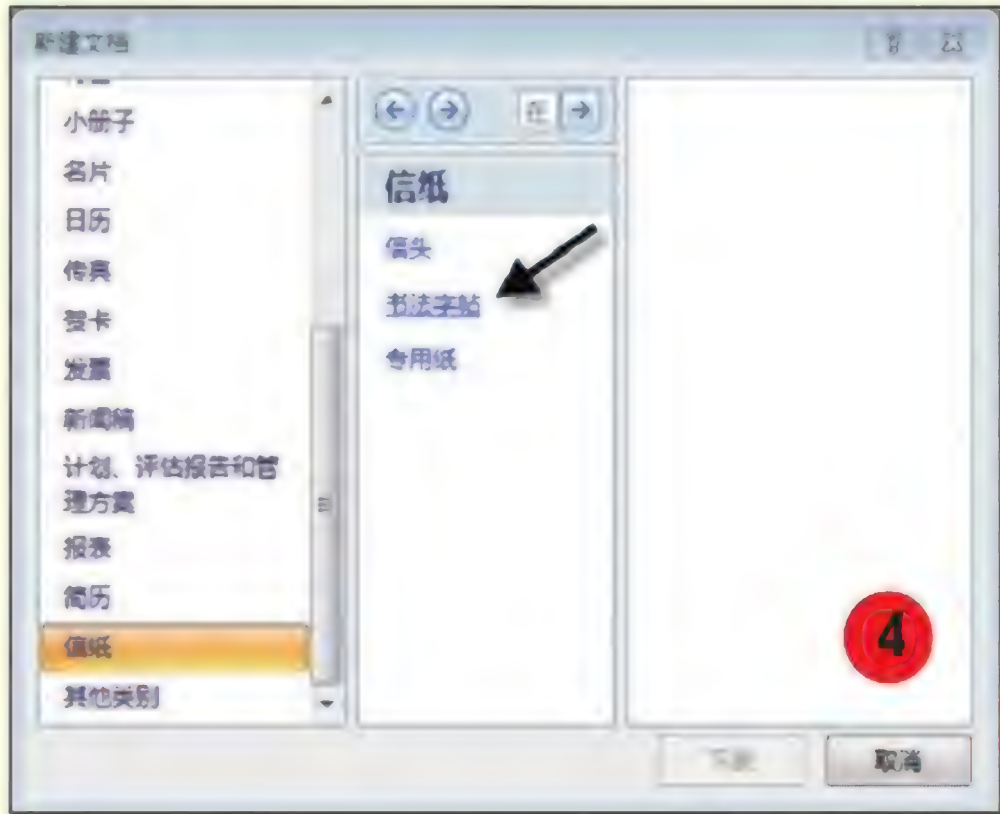 新建文档
小册子
名片
日历
传真
贺卡
发票
新闻稿
计划、评估报告和管
理方案
报表
简历
信纸
其他类别
在
信纸
信头
书法字帖
专用纸
4
下载
取消